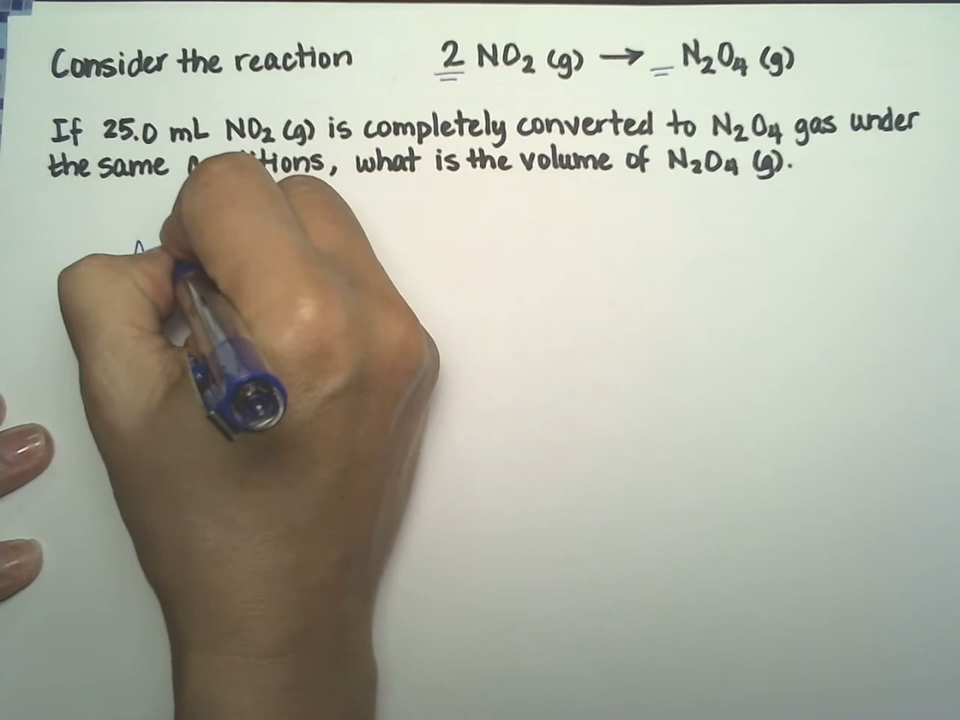 Consider the reaction 2 NO₂ (g) → _ N₂O₄ (g)
If 25.0 mL NO₂ (g) is completely converted to N₂O₄ gas under
the same, what is the volume of N₂O₄ (g).